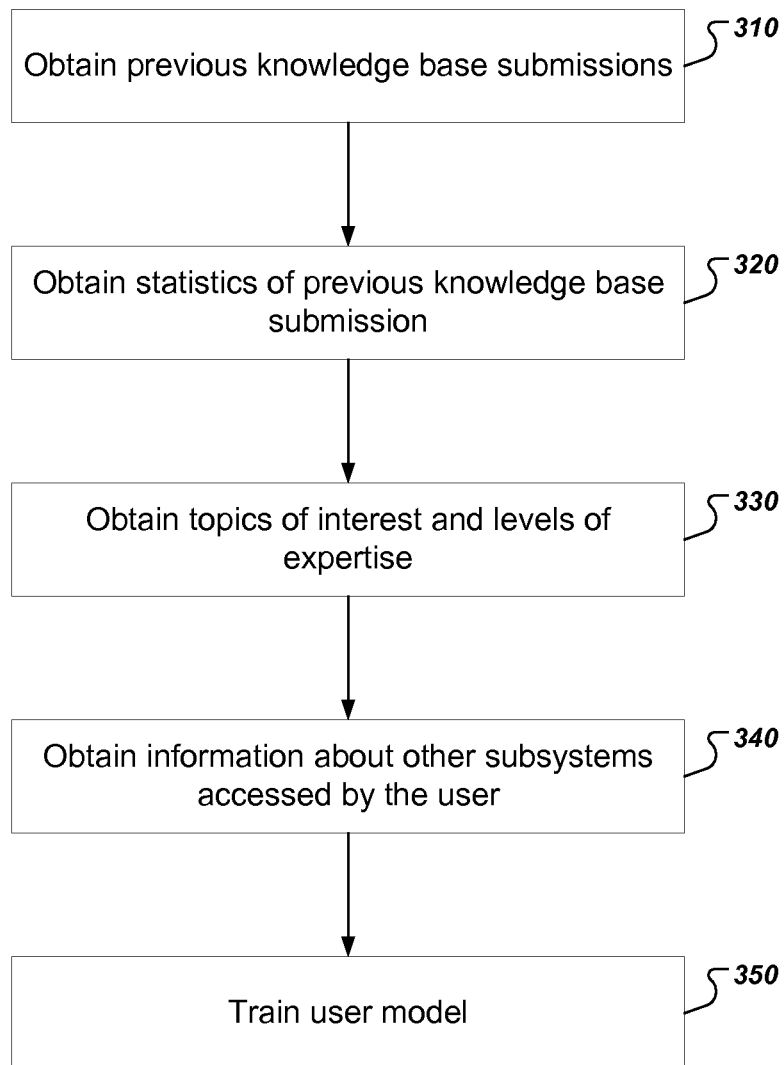 310
Obtain previous knowledge base submissions
320
Obtain statistics of previous knowledge base
submission
330
Obtain topics of interest and levels of
expertise
340
Obtain information about other subsystems
accessed by the user
350
Train user model